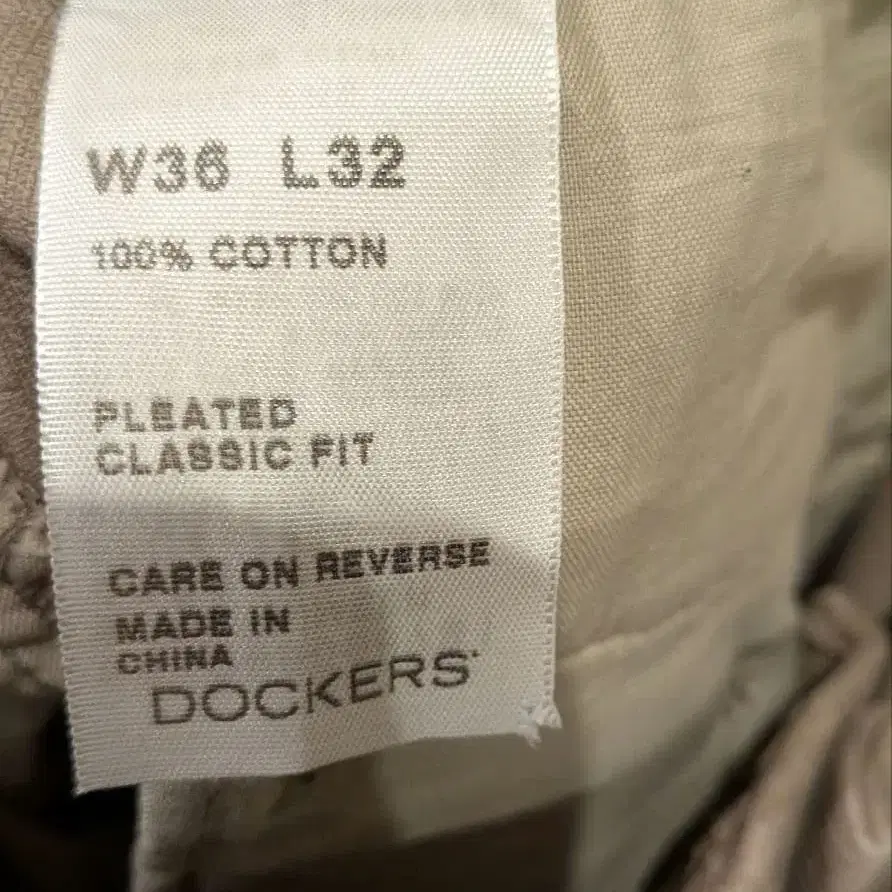 W36 L32
100% COTTON
PLEATED
CLASSIC FIT
CARE ON REVERSE
MADE IN
CHINA
DOCKERS